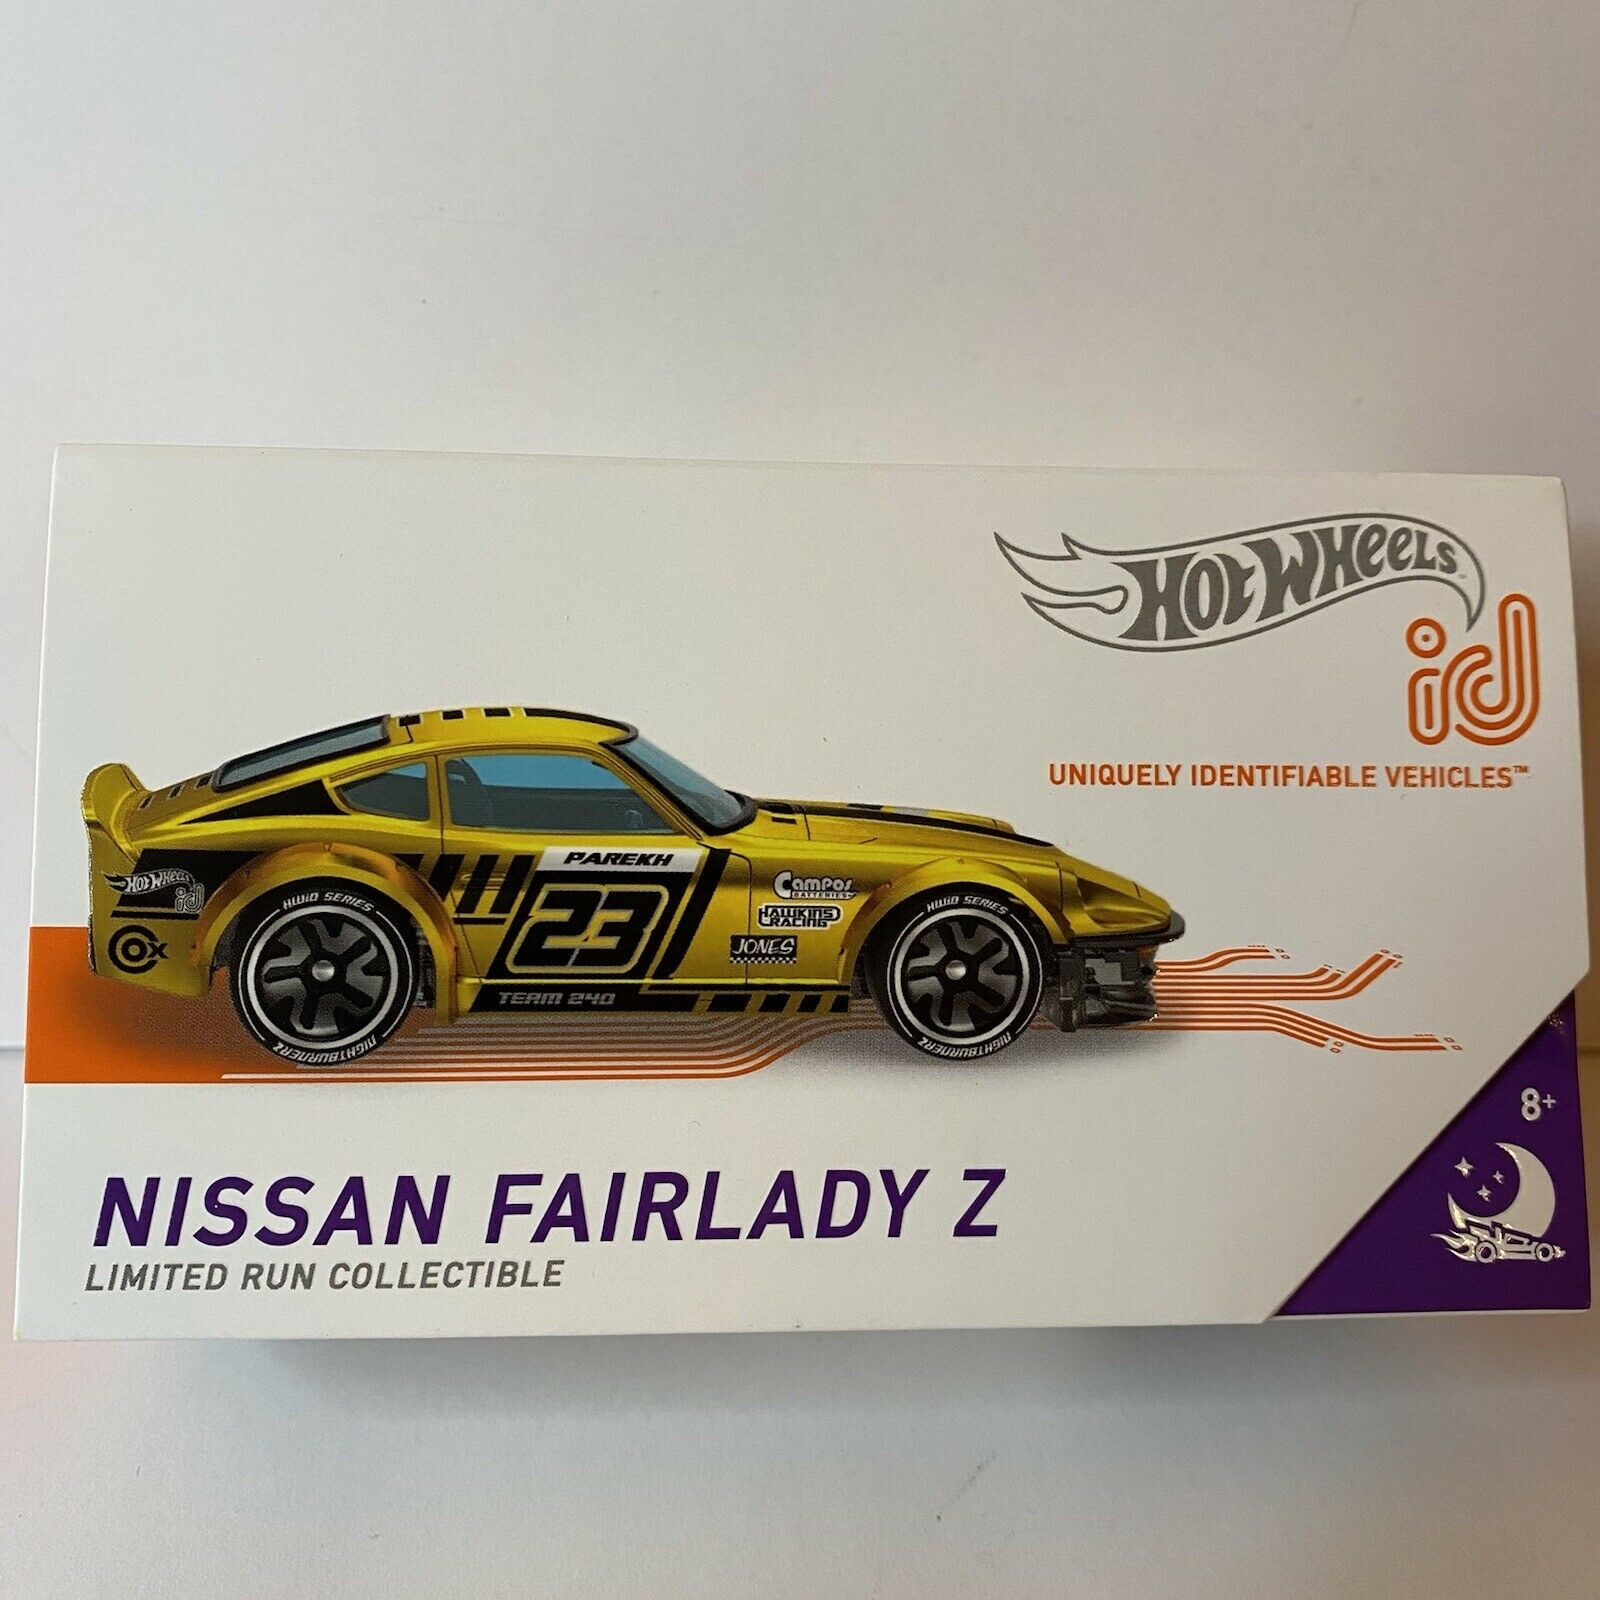 HOT WHEELS
id
UNIQUELY IDENTIFIABLE VEHICLES™
PAREKH
23
TEAM 240
HOT WHEELS
id
COX
CAMPOS
BATTERIES
HAWKINS
RACING
JONES
HWiD SERIES
NIGHTBURNERZ
HWiD SERIES
NIGHTBURNERZ
8+
NISSAN FAIRLADY Z
LIMITED RUN COLLECTIBLE